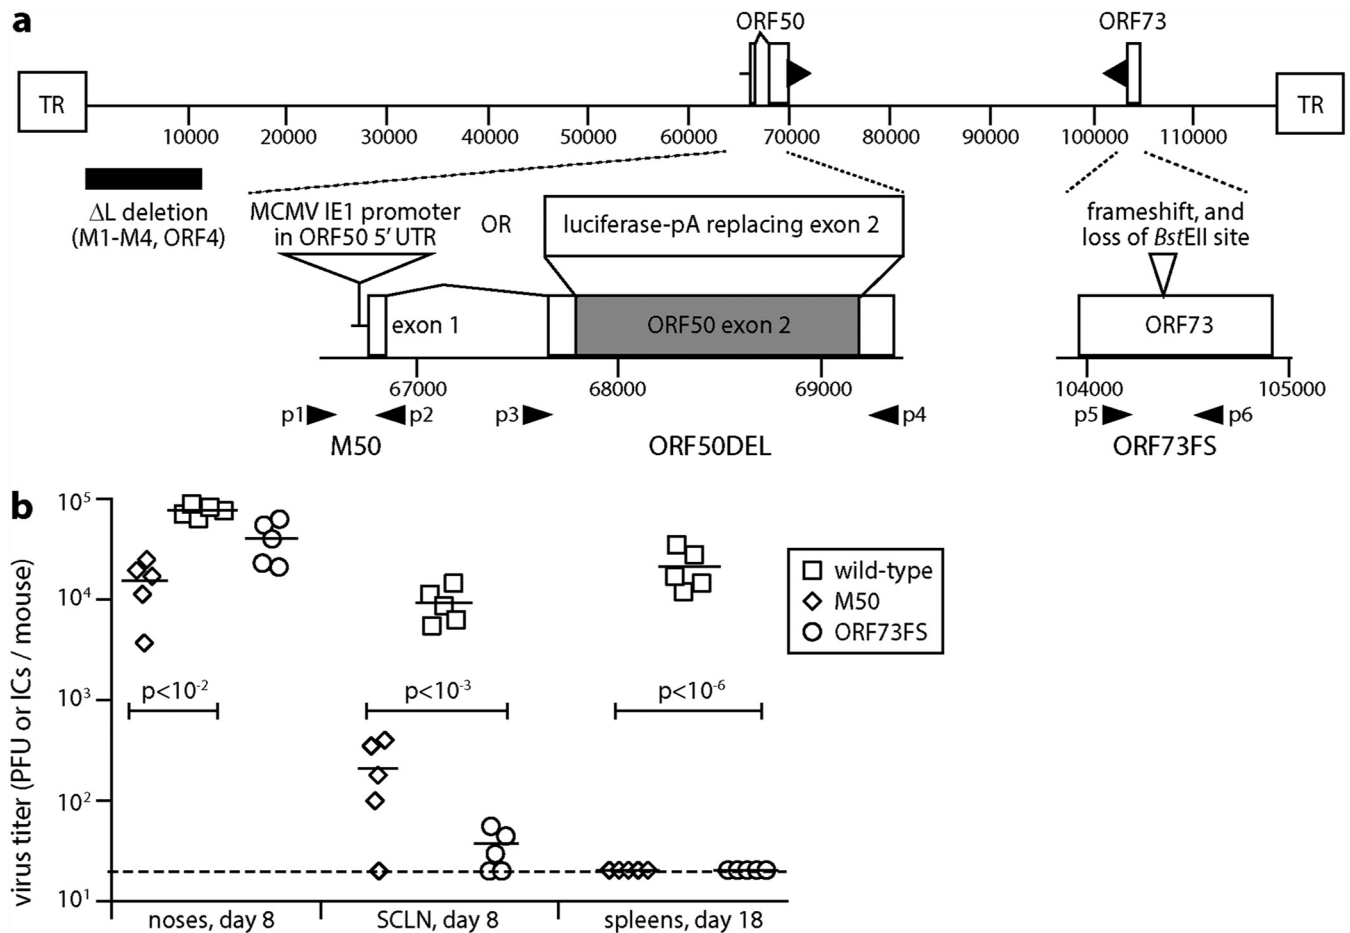 a
ORF50 ORF73
TR TR
10000 20000 30000 40000 50000 60000 70000 80000 90000 100000 110000
ΔL deletion
(M1-M4, ORF4)
MCMV IE1 promoter
in ORF50 5' UTR
OR
luciferase-pA replacing exon 2
frameshift, and
loss of BstEII site
exon 1 ORF50 exon 2 ORF73
67000 68000 69000 104000 105000
p1 p2 p3 p4 p5 p6
M50 ORF50DEL ORF73FS
b
virus titer (PFU or ICs / mouse)
10⁵
10⁴
10³
10²
10¹
p<10⁻² p<10⁻³ p<10⁻⁶
wild-type
M50
ORF73FS
noses, day 8 SCLN, day 8 spleens, day 18